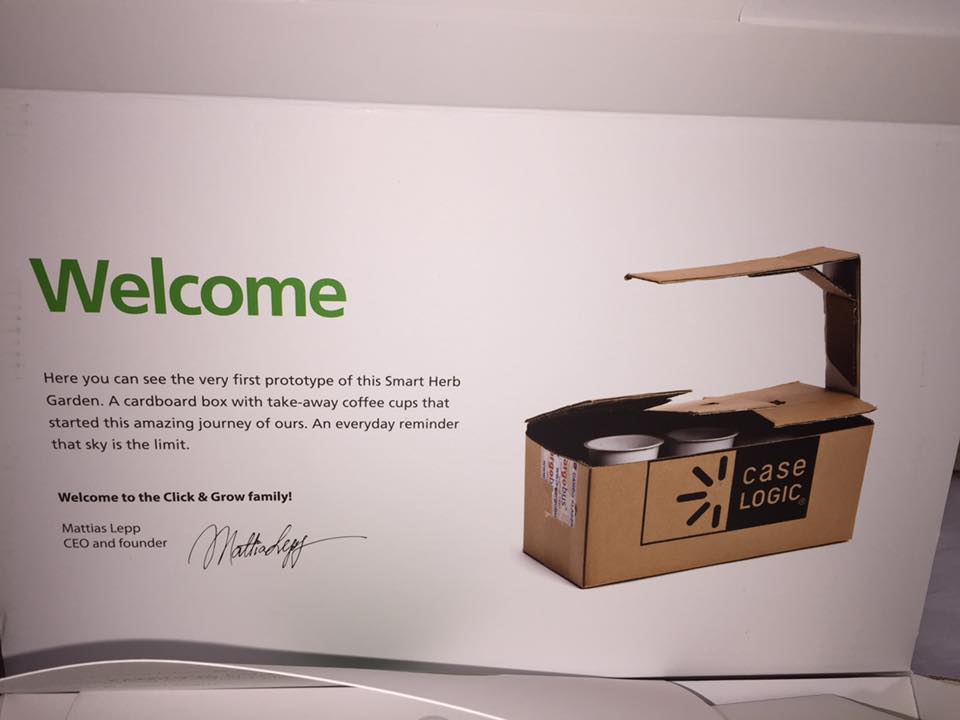 Welcome
Here you can see the very first prototype of this Smart Herb
Garden. A cardboard box with take-away coffee cups that
started this amazing journey of ours. An everyday reminder
that sky is the limit.
Welcome to the Click & Grow family!
Mattias Lepp
CEO and founder
Mattias Lepp
case
LOGIC®